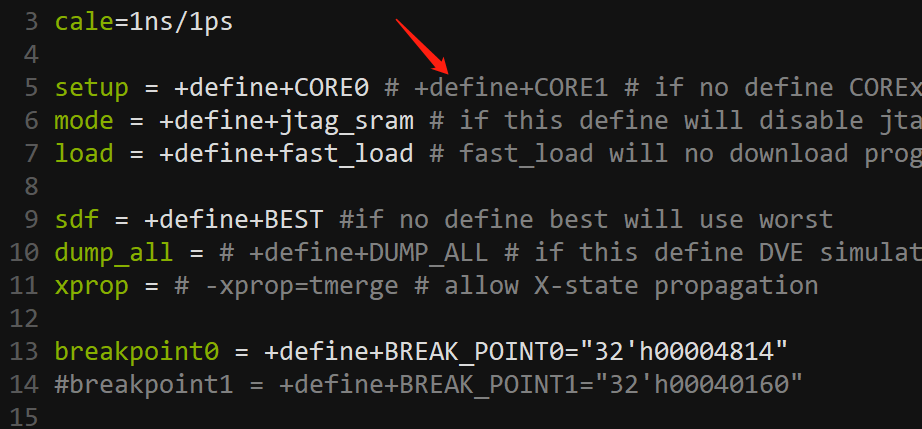 3 cale=1ns/1ps
4
5 setup = +define+CORE0 # +define+CORE1 # if no define COREx
6 mode = +define+jtag_sram # if this define will disable jta
7 load = +define+fast_load # fast_load will no download prog
8
9 sdf = +define+BEST #if no define best will use worst
10 dump_all = # +define+DUMP_ALL # if this define DVE simulat
11 xprop = # -xprop=tmerge # allow X-state propagation
12
13 breakpoint0 = +define+BREAK_POINT0="32'h00004814"
14 #breakpoint1 = +define+BREAK_POINT1="32'h00040160"
15